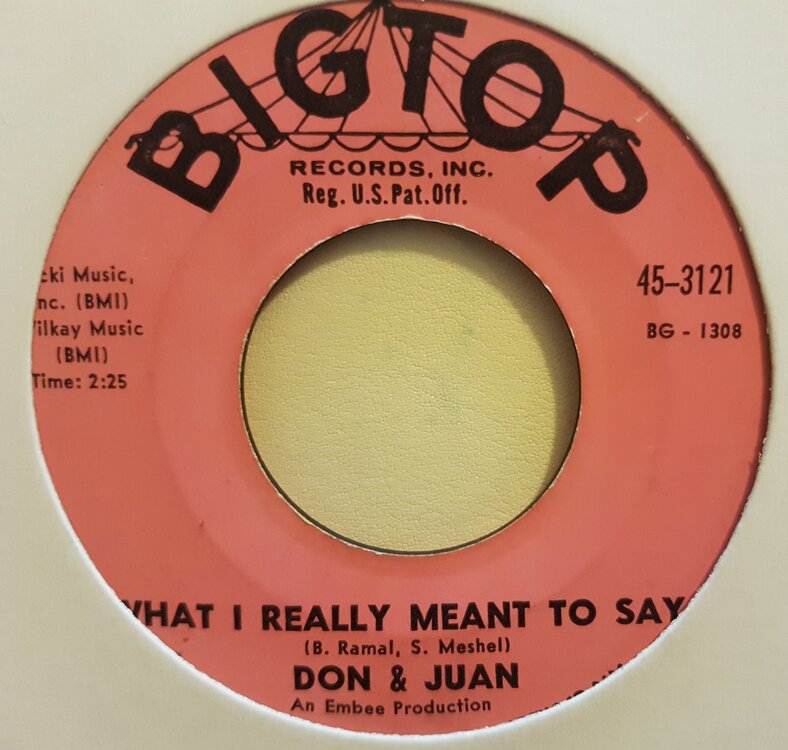 BIGTOP
RECORDS, INC.
Reg. U.S. Pat. Off.
Music,
(BMI)
Music
(BMI)
Time: 2:25
45-3121
BG - 1308
WHAT I REALLY MEANT TO SAY
(B. Ramal, S. Meshel)
DON & JUAN
An Embee Production